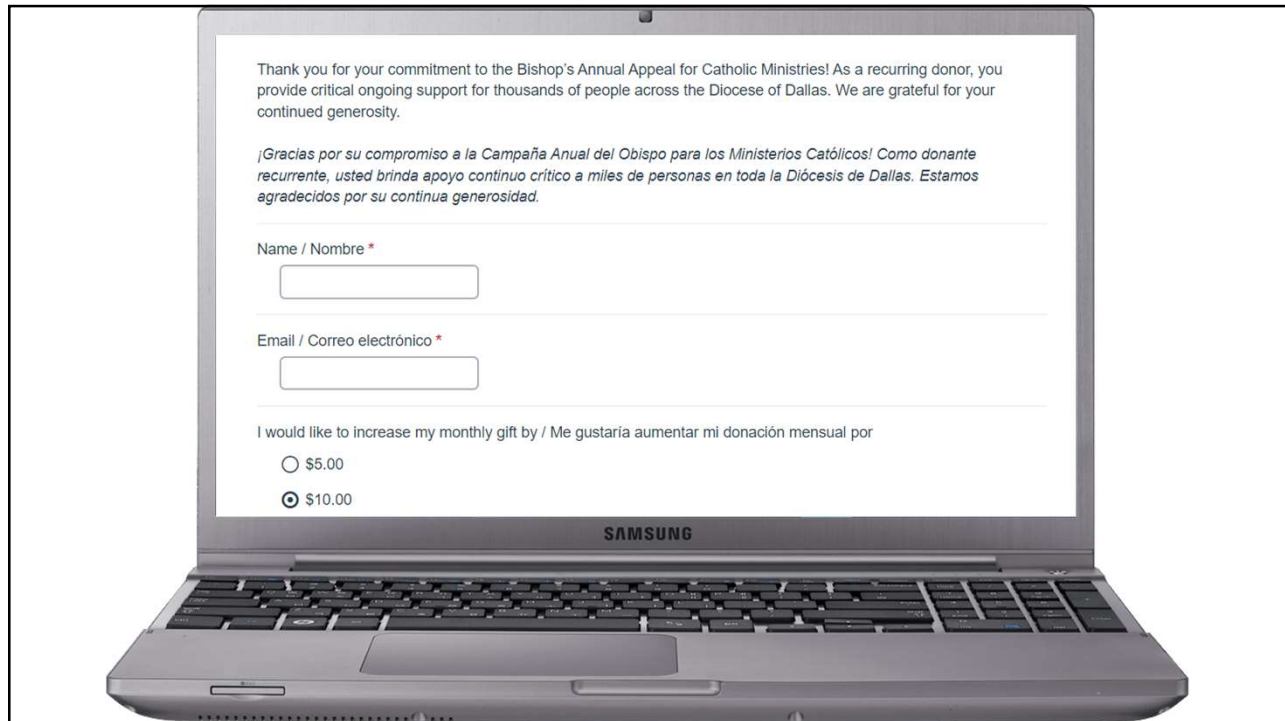 Thank you for your commitment to the Bishop's Annual Appeal for Catholic Ministries! As a recurring donor, you
provide critical ongoing support for thousands of people across the Diocese of Dallas. We are grateful for your
continued generosity.
¡Gracias por su compromiso a la Campaña Anual del Obispo para los Ministerios Católicos! Como donante
recurrente, usted brinda apoyo continuo crítico a miles de personas en toda la Diócesis de Dallas. Estamos
agradecidos por su continua generosidad.
Name / Nombre *
Email / Correo electrónico *
I would like to increase my monthly gift by / Me gustaría aumentar mi donación mensual por
$5.00
$10.00
SAMSUNG